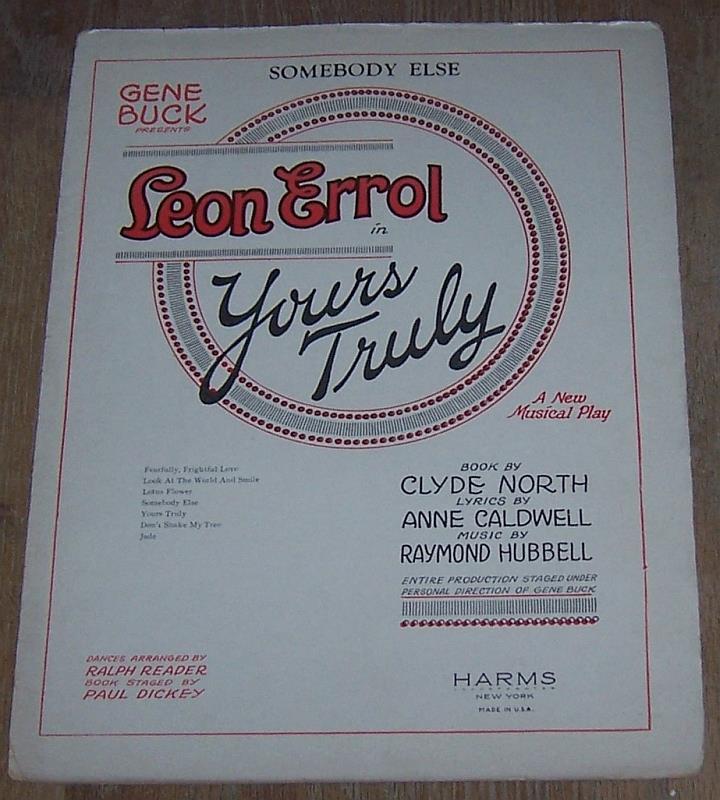 SOMEBODY ELSE
GENE
BUCK
PRESENTS
Leon Errol
in
Yours
Truly
A New
Musical Play
Fearfully, Frightful Love
Look At The World And Smile
Lotus Flower
Somebody Else
Yours Truly
Don't Shake My Tree
Jade
BOOK BY
CLYDE NORTH
LYRICS BY
ANNE CALDWELL
MUSIC BY
RAYMOND HUBBELL
ENTIRE PRODUCTION STAGED UNDER
PERSONAL DIRECTION OF GENE BUCK
DANCES ARRANGED BY
RALPH READER
BOOK STAGED BY
PAUL DICKEY
HARMS
INCORPORATED
NEW YORK
MADE IN U.S.A.